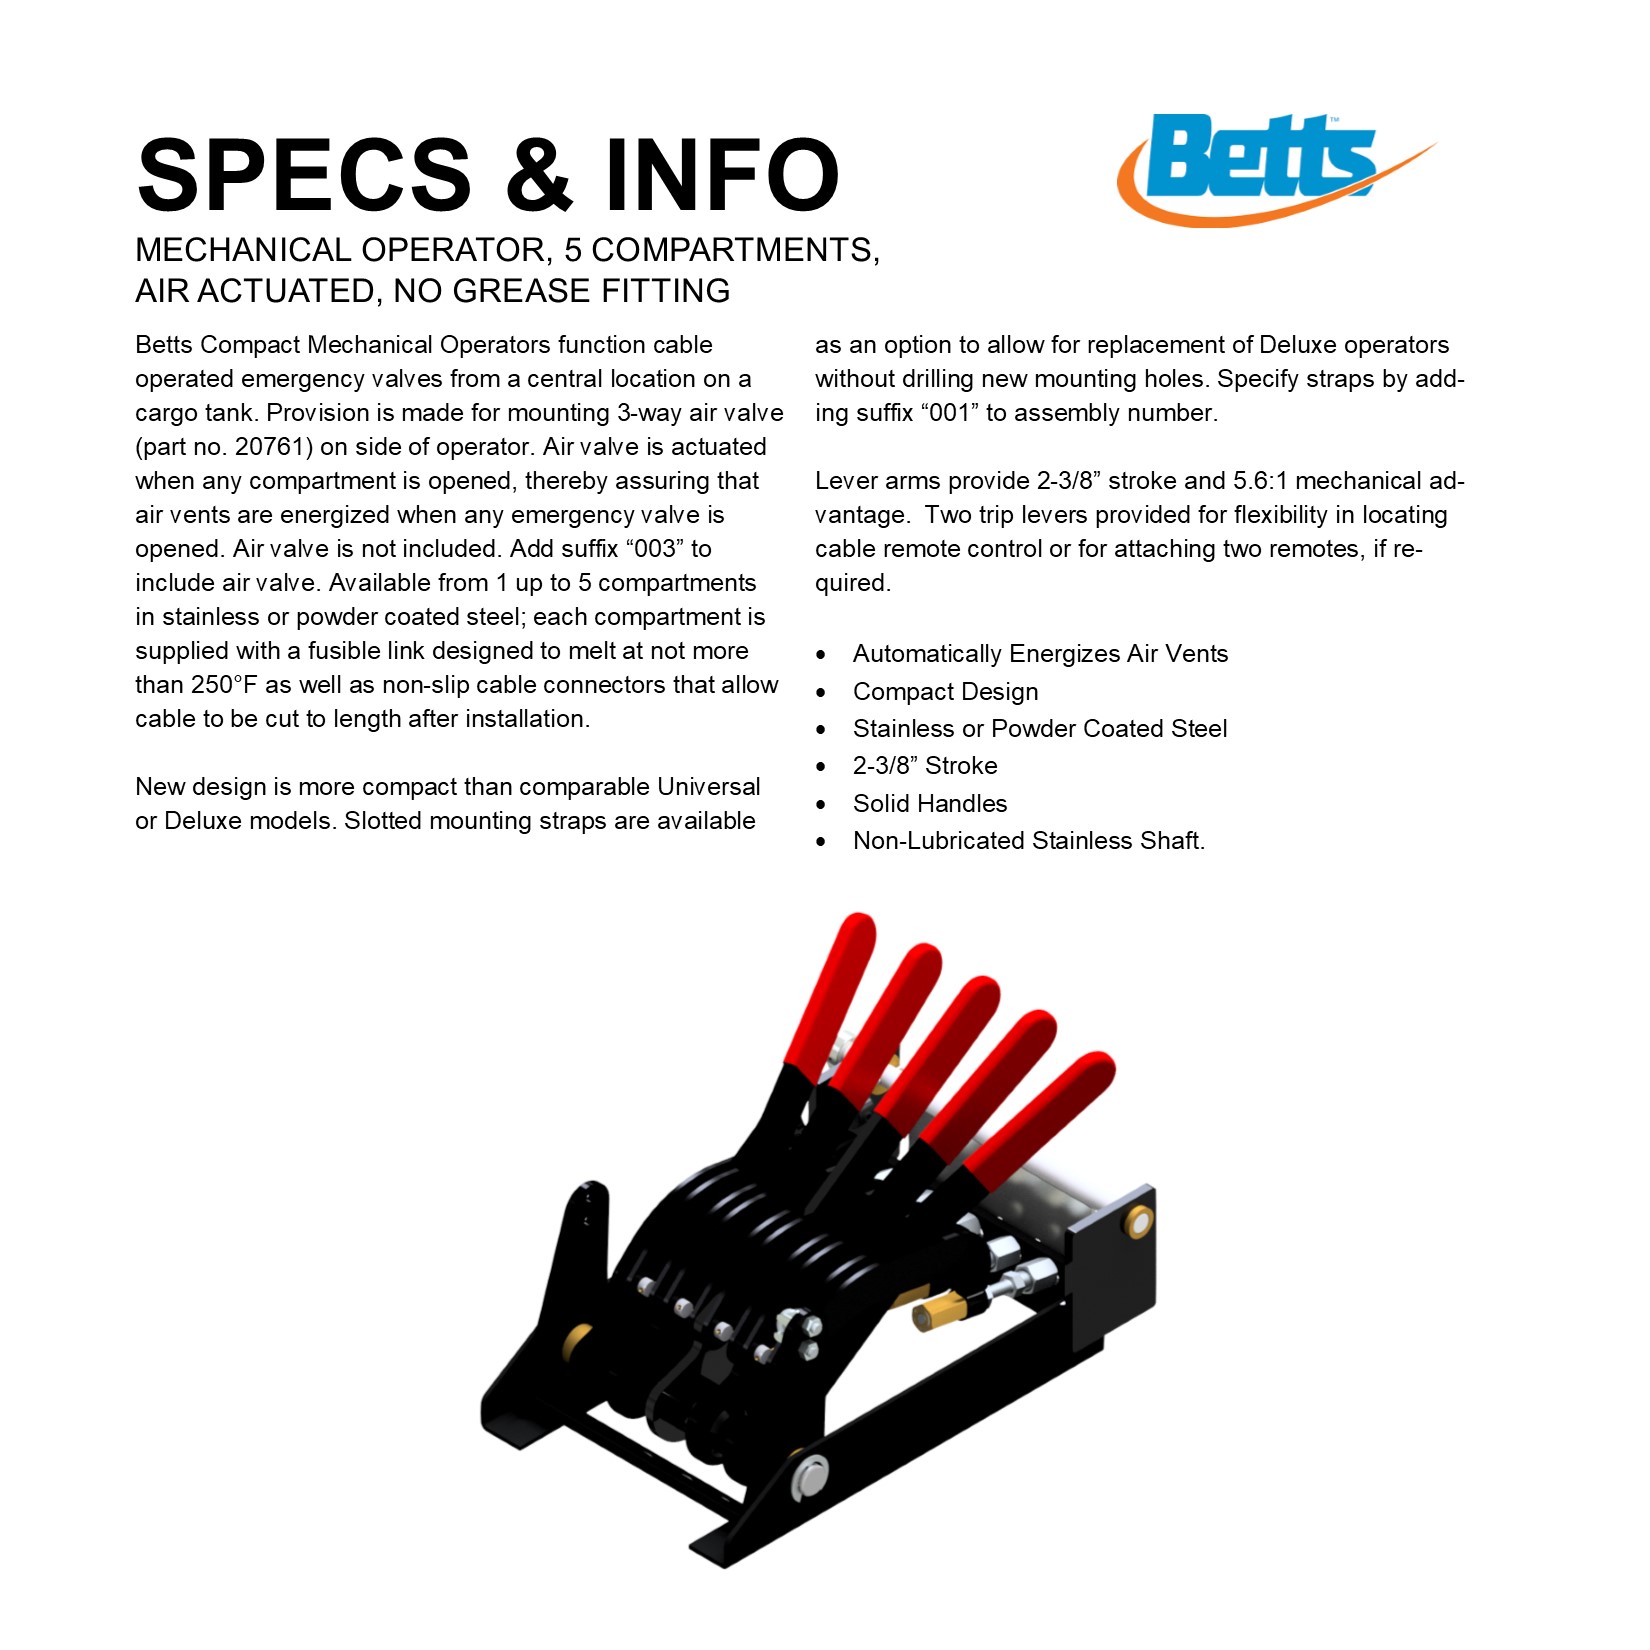 Betts™
SPECS & INFO
MECHANICAL OPERATOR, 5 COMPARTMENTS,
AIR ACTUATED, NO GREASE FITTING
Betts Compact Mechanical Operators function cable
operated emergency valves from a central location on a
cargo tank. Provision is made for mounting 3-way air valve
(part no. 20761) on side of operator. Air valve is actuated
when any compartment is opened, thereby assuring that
air vents are energized when any emergency valve is
opened. Air valve is not included. Add suffix “003” to
include air valve. Available from 1 up to 5 compartments
in stainless or powder coated steel; each compartment is
supplied with a fusible link designed to melt at not more
than 250°F as well as non-slip cable connectors that allow
cable to be cut to length after installation.
New design is more compact than comparable Universal
or Deluxe models. Slotted mounting straps are available
as an option to allow for replacement of Deluxe operators
without drilling new mounting holes. Specify straps by add-
ing suffix “001” to assembly number.
Lever arms provide 2-3/8” stroke and 5.6:1 mechanical ad-
vantage.  Two trip levers provided for flexibility in locating
cable remote control or for attaching two remotes, if re-
quired.
• Automatically Energizes Air Vents
• Compact Design
• Stainless or Powder Coated Steel
• 2-3/8” Stroke
• Solid Handles
• Non-Lubricated Stainless Shaft.